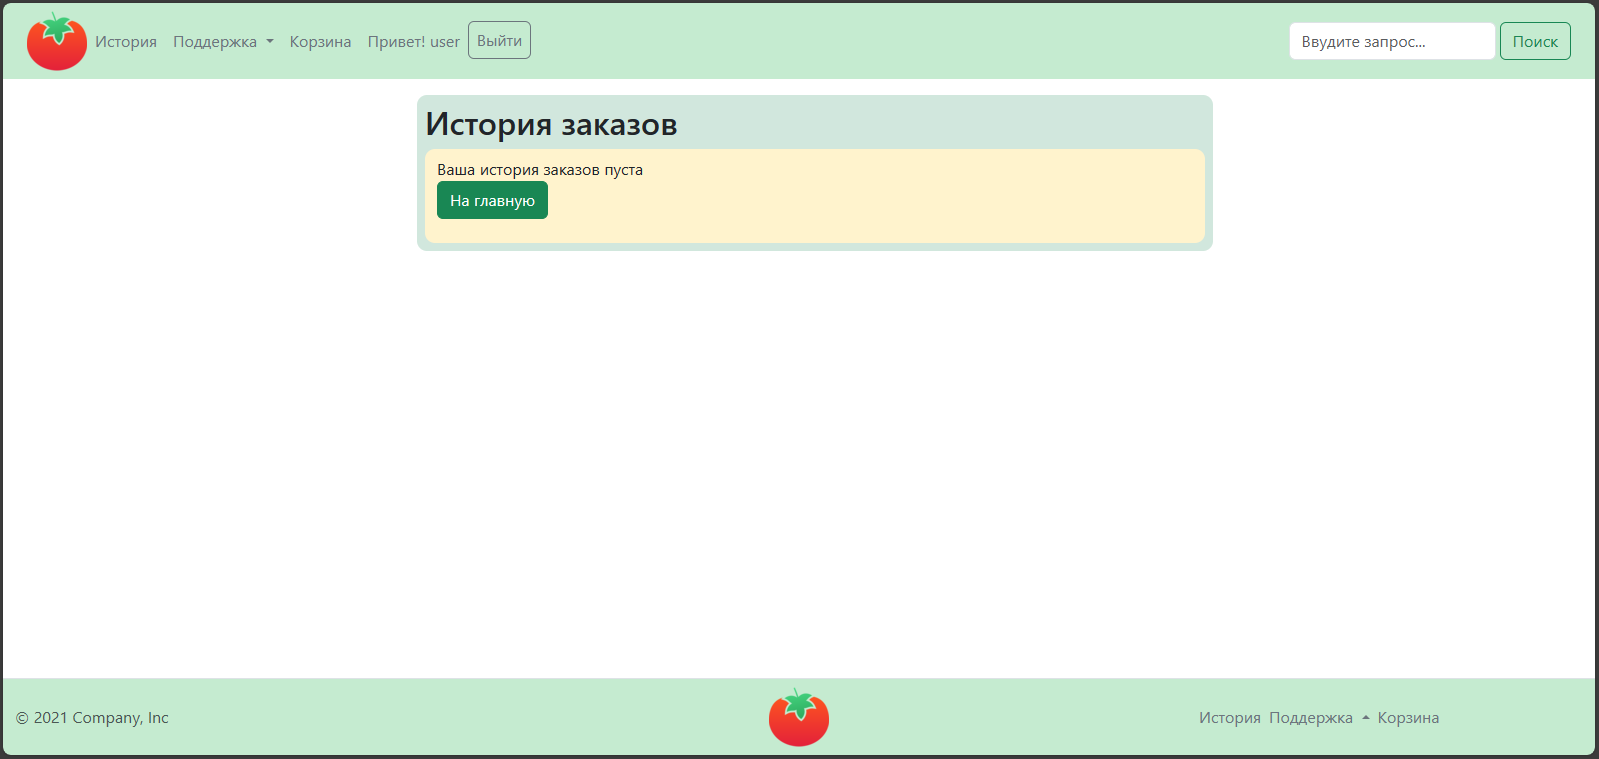 История Поддержка Корзина Привет! user Выйти Ввудите запрос... Поиск
История заказов
Ваша история заказов пуста
На главную
© 2021 Company, Inc История Поддержка Корзина